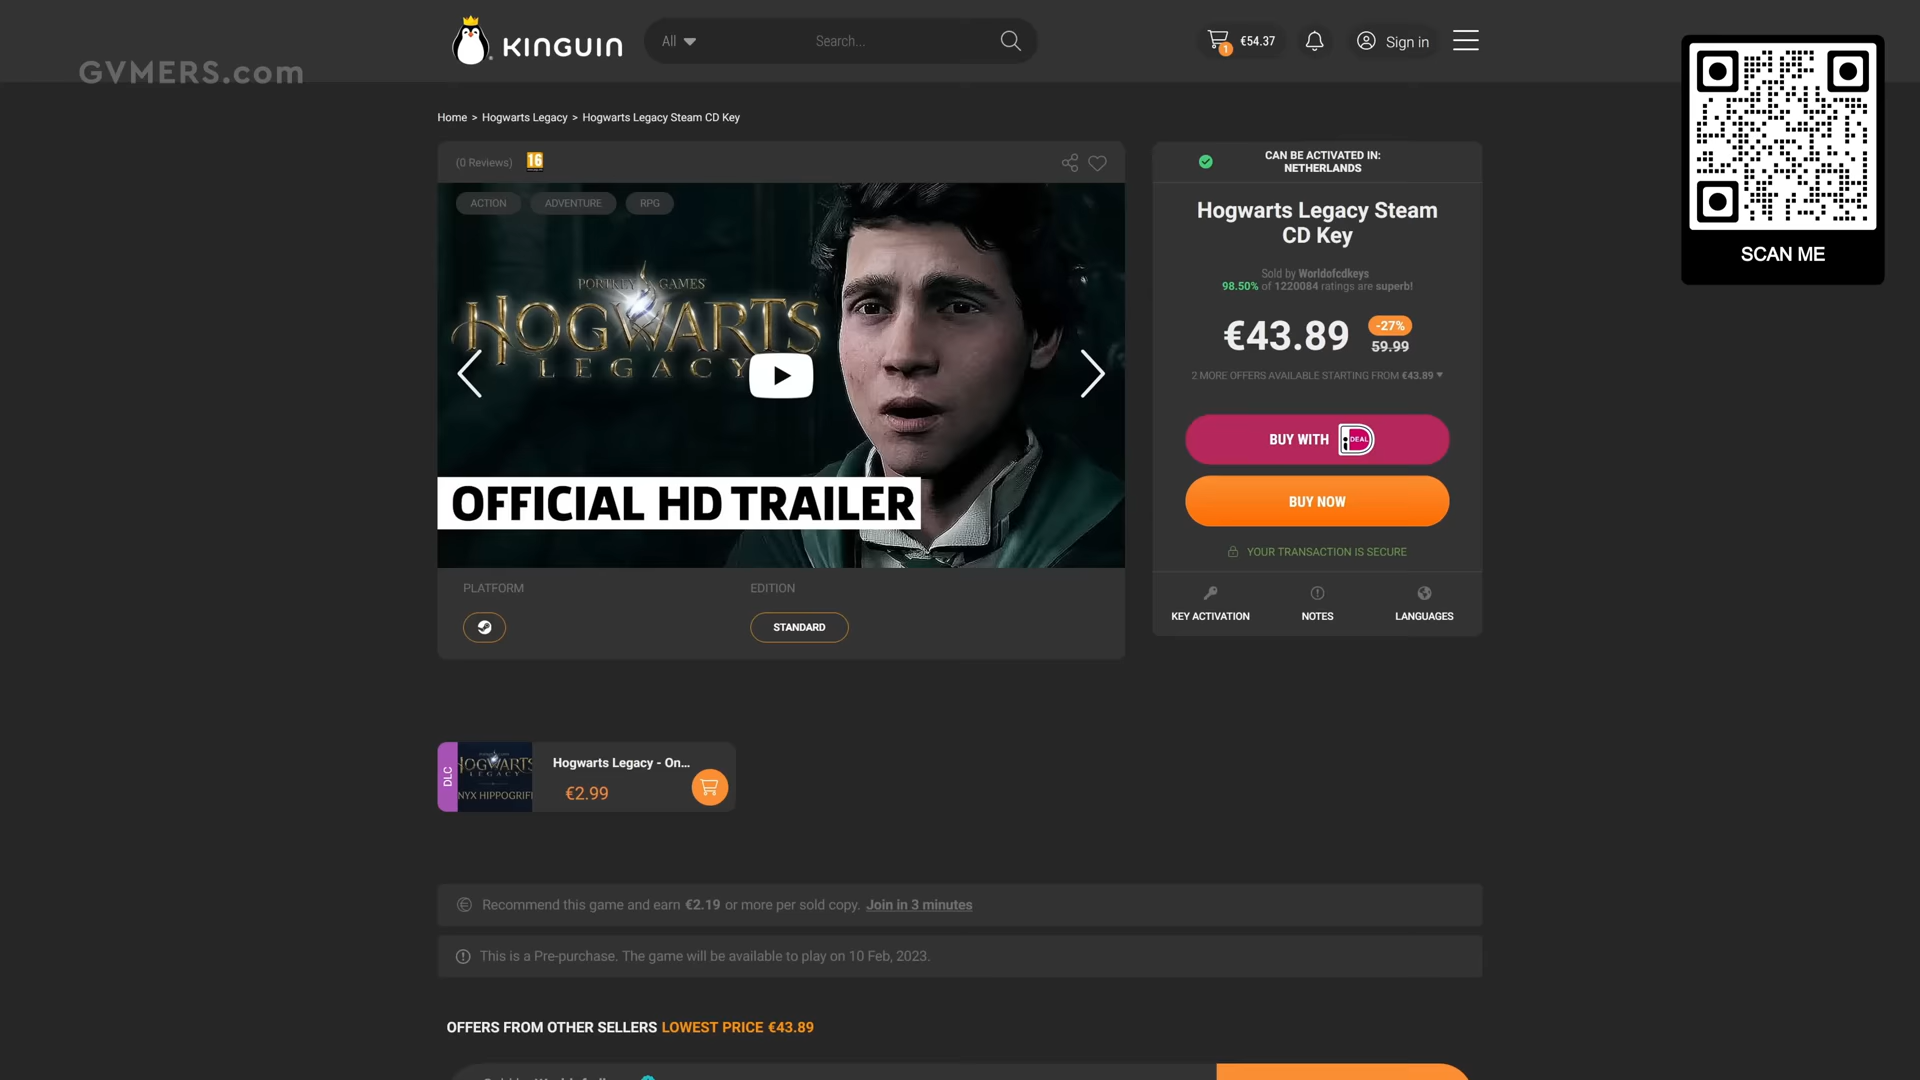 GVMERS.com
KINGUIN
All
Search...
1
€54.37
Sign in
SCAN ME
Home > Hogwarts Legacy > Hogwarts Legacy Steam CD Key
(0 Reviews)
16
ACTION
ADVENTURE
RPG
PORTKEY GAMES
HOGWARTS
LEGACY
OFFICIAL HD TRAILER
PLATFORM
EDITION
STANDARD
CAN BE ACTIVATED IN:
NETHERLANDS
Hogwarts Legacy Steam
CD Key
Sold by Worldofcdkeys
98.50% of 1220084 ratings are superb!
€43.89
-27%
59.99
2 MORE OFFERS AVAILABLE STARTING FROM €43.89
BUY WITH iDEAL
BUY NOW
YOUR TRANSACTION IS SECURE
KEY ACTIVATION
NOTES
LANGUAGES
DLC
HOGWARTS
LEGACY
NYX HIPPOGRIF
Hogwarts Legacy - On...
€2.99
Recommend this game and earn €2.19 or more per sold copy. Join in 3 minutes
This is a Pre-purchase. The game will be available to play on 10 Feb, 2023.
OFFERS FROM OTHER SELLERS LOWEST PRICE €43.89